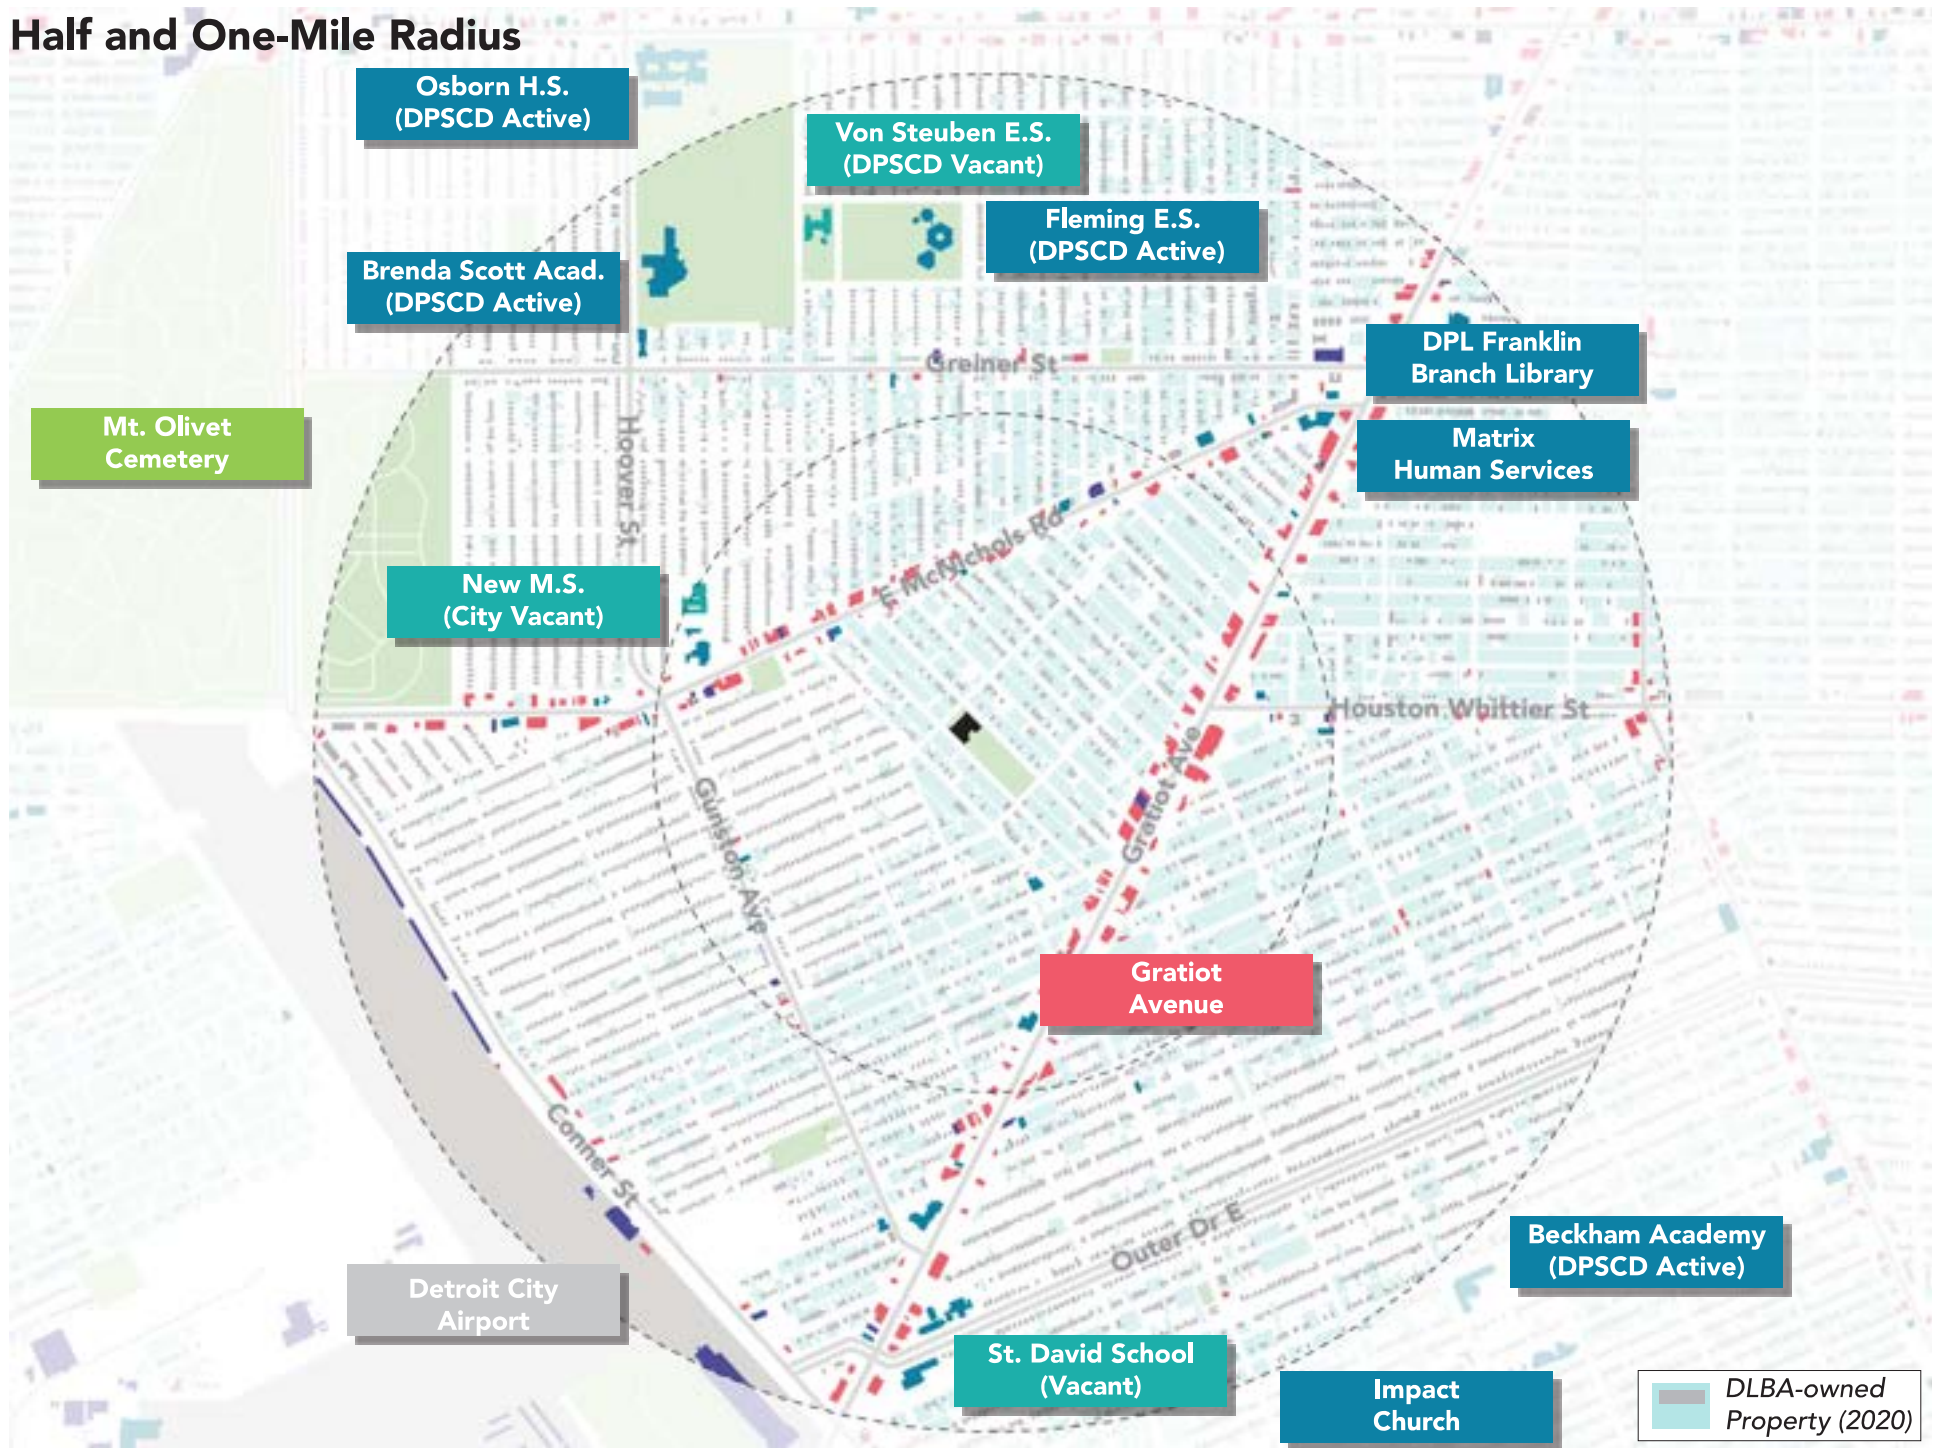 Half and One-Mile Radius
Osborn H.S.
(DPSCD Active)
Von Steuben E.S.
(DPSCD Vacant)
Fleming E.S.
(DPSCD Active)
Brenda Scott Acad.
(DPSCD Active)
DPL Franklin
Branch Library
Greiner St
Mt. Olivet
Cemetery
Hoover St
Matrix
Human Services
E McNichols Rd
New M.S.
(City Vacant)
Houston Whittier St
Gunston Ave
Gratiot Ave
Gratiot
Avenue
Conner St
Outer Dr E
Beckham Academy
(DPSCD Active)
Detroit City
Airport
St. David School
(Vacant)
Impact
Church
DLBA-owned
Property (2020)